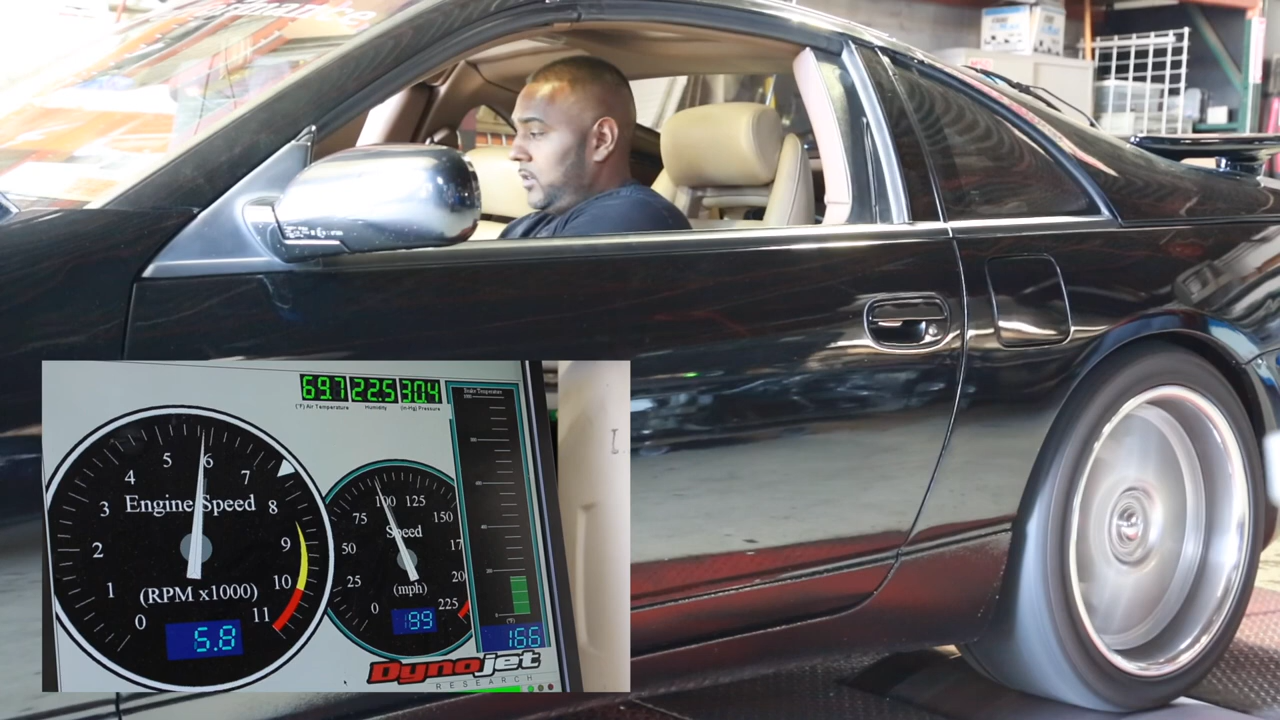 69.7 22.5 30.4
(°F) Air Temperature Humidity (in-Hg) Pressure
Brake Temperature
0 1 2 3 4 5 6 7 8 9 10 11
Engine Speed
(RPM x1000)
5.8
0 25 50 75 100 125 150 17 20 225
Speed
(mph)
(°F)
166
Dynojet
RESEARCH